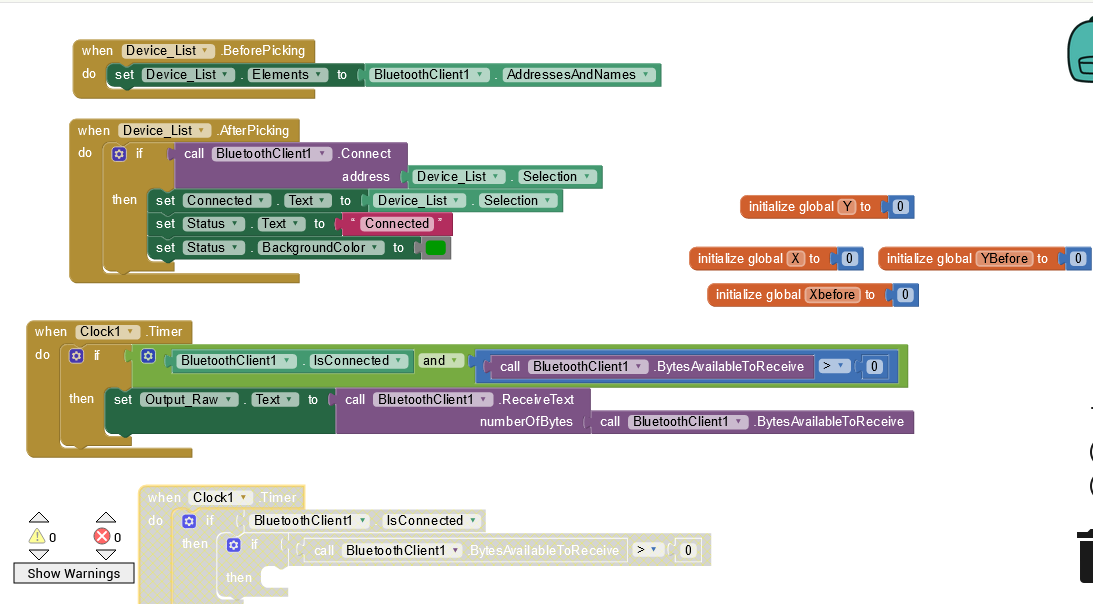 when Device_List .BeforePicking
do set Device_List . Elements to BluetoothClient1 . AddressesAndNames
when Device_List .AfterPicking
do if call BluetoothClient1 .Connect
address Device_List . Selection
then set Connected . Text to Device_List . Selection
set Status . Text to “ Connected ”
set Status . BackgroundColor to
initialize global Y to 0
initialize global X to 0
initialize global YBefore to 0
initialize global Xbefore to 0
when Clock1 .Timer
do if BluetoothClient1 . IsConnected and call BluetoothClient1 .BytesAvailableToReceive > 0
then set Output_Raw . Text to call BluetoothClient1 .ReceiveText
numberOfBytes call BluetoothClient1 .BytesAvailableToReceive
when Clock1 .Timer
do if BluetoothClient1 . IsConnected
then if call BluetoothClient1 .BytesAvailableToReceive > 0
then
0 0
Show Warnings